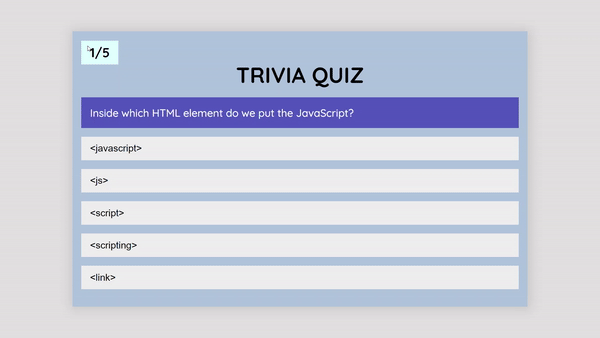 1/5
TRIVIA QUIZ
Inside which HTML element do we put the JavaScript?
<javascript>
<js>
<script>
<scripting>
<link>